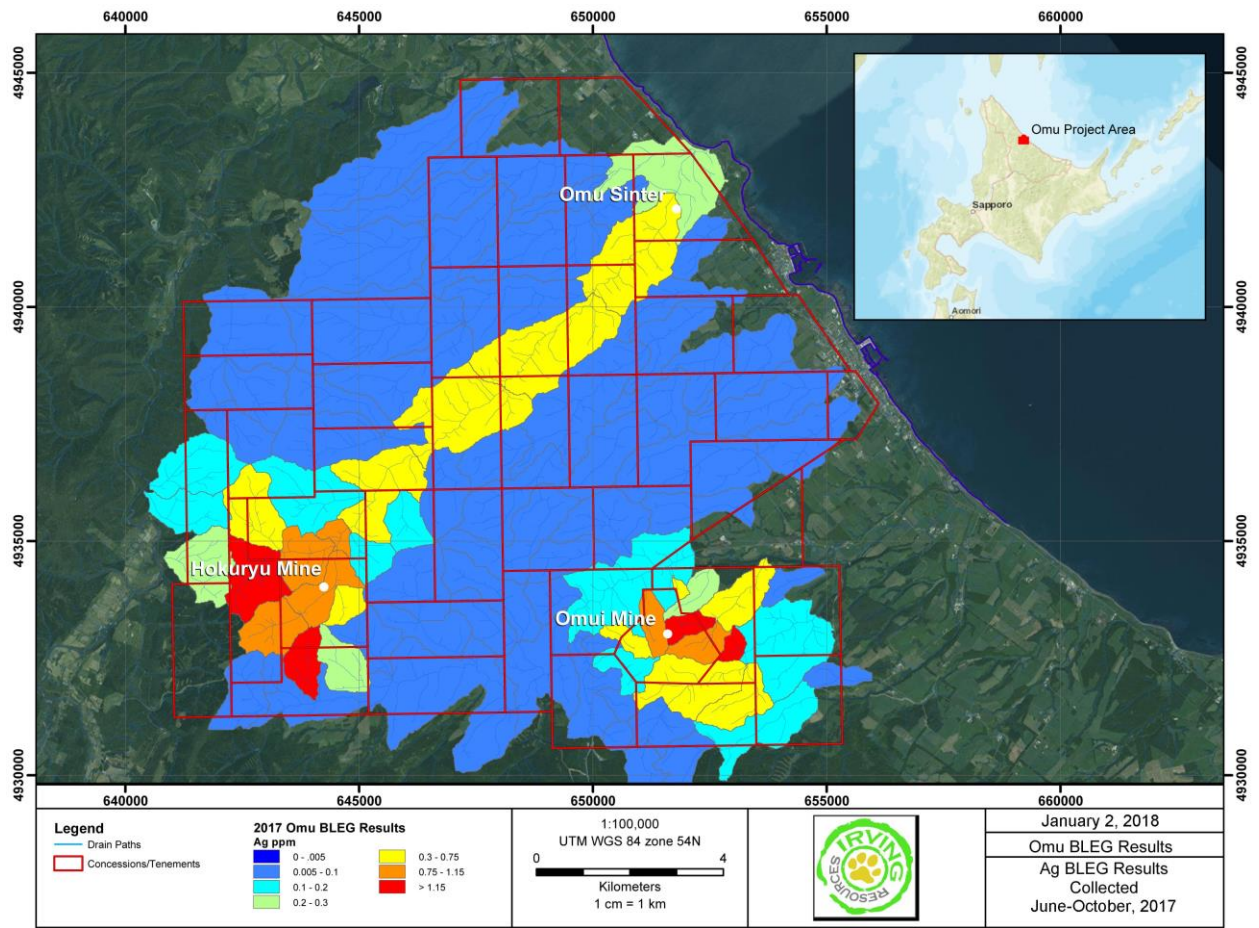 640000 645000 650000 655000 660000
4945000
4945000
Omu Project Area
Sapporo
Aomori
Omu Sinter
4940000
4940000
4935000
4935000
Hokuryu Mine
Omui Mine
4930000
4930000
640000 645000 650000 655000 660000
Legend
Drain Paths
Concessions/Tenements
2017 Omu BLEG Results
Ag ppm
0 - .005
0.005 - 0.1
0.1 - 0.2
0.2 - 0.3
0.3 - 0.75
0.75 - 1.15
> 1.15
1:100,000
UTM WGS 84 zone 54N
0 4
Kilometers
1 cm = 1 km
IRVING
RESOURCES
January 2, 2018
Omu BLEG Results
Ag BLEG Results
Collected
June-October, 2017